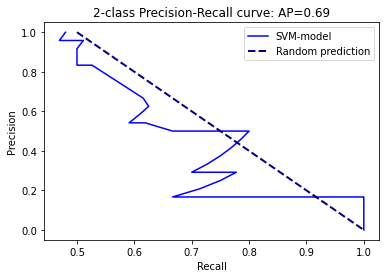 2-class Precision-Recall curve: AP=0.69
SVM-model
Random prediction
Precision
1.0
0.8
0.6
0.4
0.2
0.0
0.5 0.6 0.7 0.8 0.9 1.0
Recall